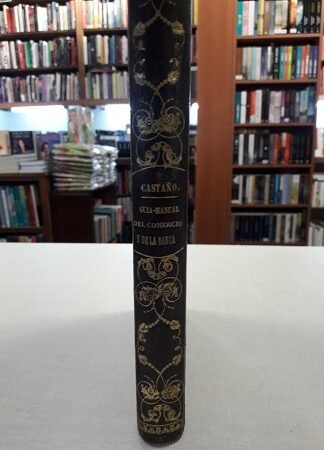 CASTAÑO.
GUIA-MANUAL
DEL COMERCIO
Y DE LA BANCA